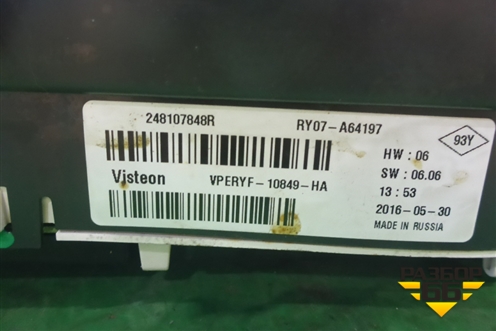 248107848R RY07-A64197
93Y
HW : 06
Visteon VPERYF-10849-HA SW : 06.06
13 : 53
2016-05-30
MADE IN RUSSIA
РАЗБОР